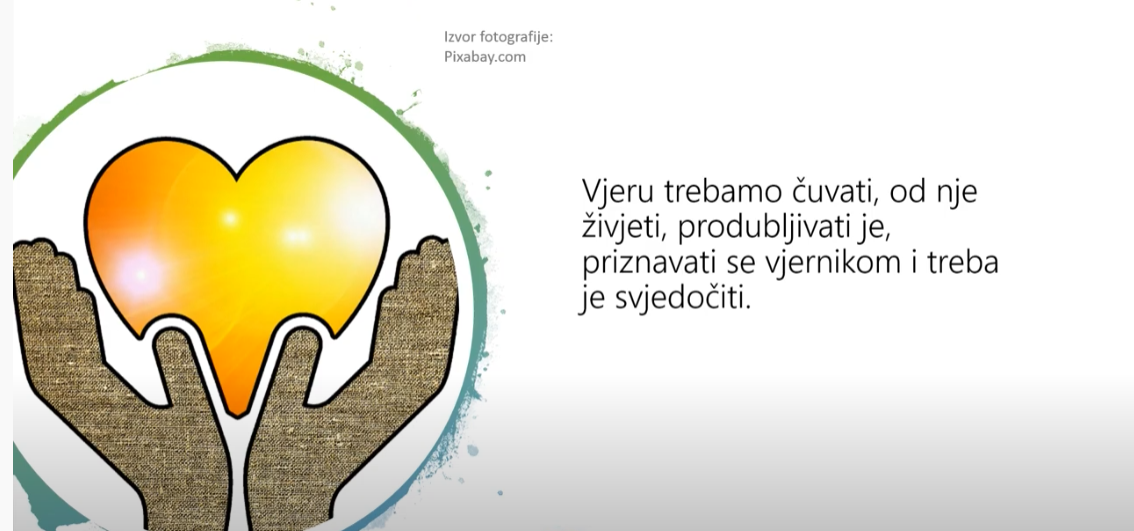 Izvor fotografije:
Pixabay.com
Vjeru trebamo čuvati, od nje
živjeti, produbljivati je,
priznavati se vjernikom i treba
je svjedočiti.